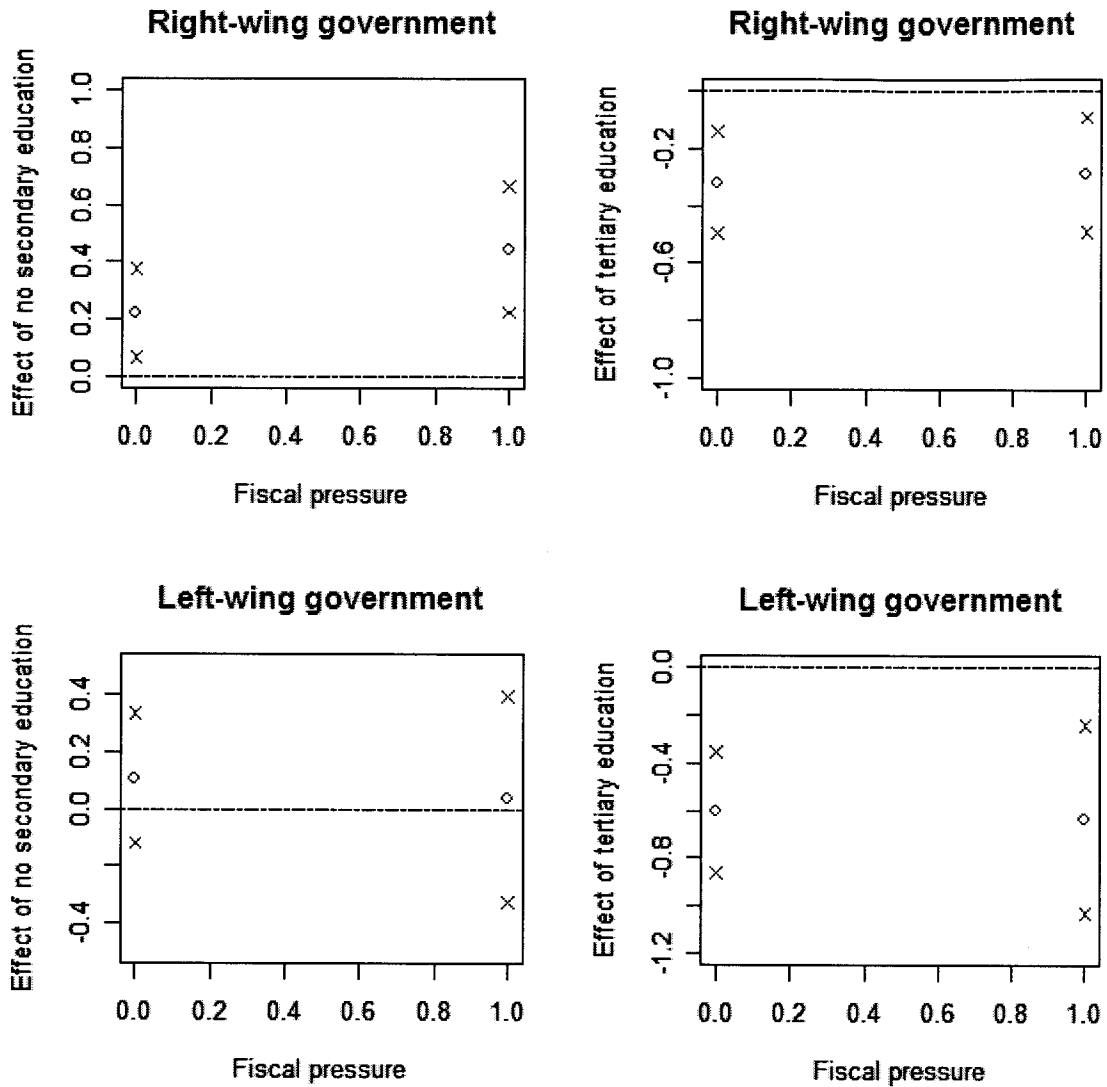 Right-wing government
Effect of no secondary education
1.0
0.8
0.6
0.4
0.2
0.0
0.0 0.2 0.4 0.6 0.8 1.0
Fiscal pressure
Right-wing government
Effect of tertiary education
-0.2
-0.6
-1.0
0.0 0.2 0.4 0.6 0.8 1.0
Fiscal pressure
Left-wing government
Effect of no secondary education
0.4
0.2
0.0
-0.4
0.0 0.2 0.4 0.6 0.8 1.0
Fiscal pressure
Left-wing government
Effect of tertiary education
0.0
-0.4
-0.8
-1.2
0.0 0.2 0.4 0.6 0.8 1.0
Fiscal pressure